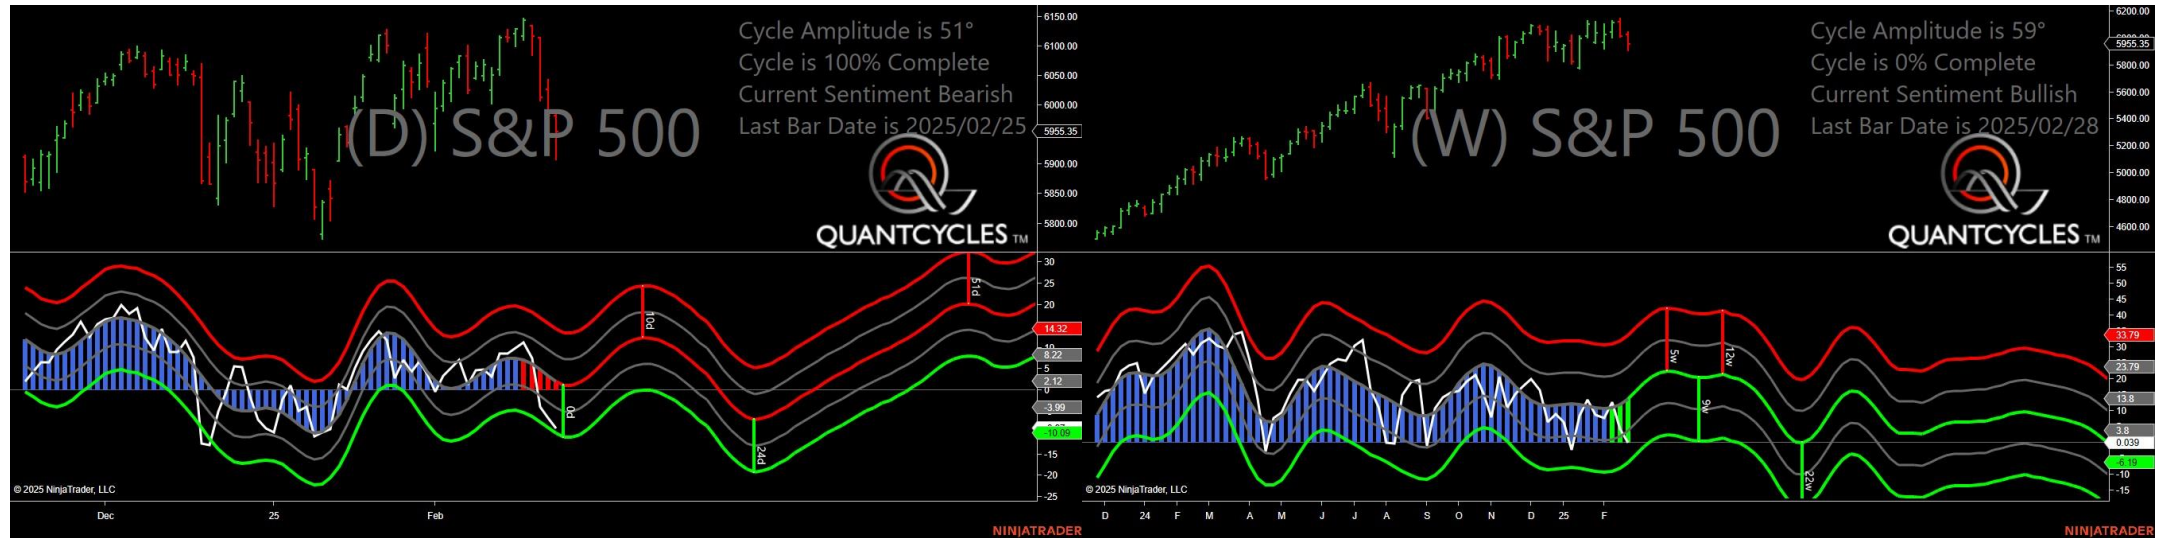 Cycle Amplitude is 51°
Cycle is 100% Complete
Current Sentiment Bearish
Last Bar Date is 2025/02/25
(D) S&P 500
QUANTCYCLES TM
6150.00
6100.00
6050.00
6000.00
5955.35
5900.00
5850.00
5800.00
30
25
20
14.32
10
8.22
5
2.12
0
-3.99
-10.09
-15
-20
-25
0d
10d
24d
51d
© 2025 NinjaTrader, LLC
Dec
25
Feb
NINJATRADER
Cycle Amplitude is 59°
Cycle is 0% Complete
Current Sentiment Bullish
Last Bar Date is 2025/02/28
(W) S&P 500
QUANTCYCLES TM
6200.00
5955.35
5800.00
5600.00
5400.00
5200.00
5000.00
4800.00
4600.00
55
50
45
40
33.79
30
23.79
20
13.8
10
3.8
0.039
-6.19
-10
-15
5w
12w
9w
22w
© 2025 NinjaTrader, LLC
D 24 F M A M J J A S O N D 25 F
NINJATRADER